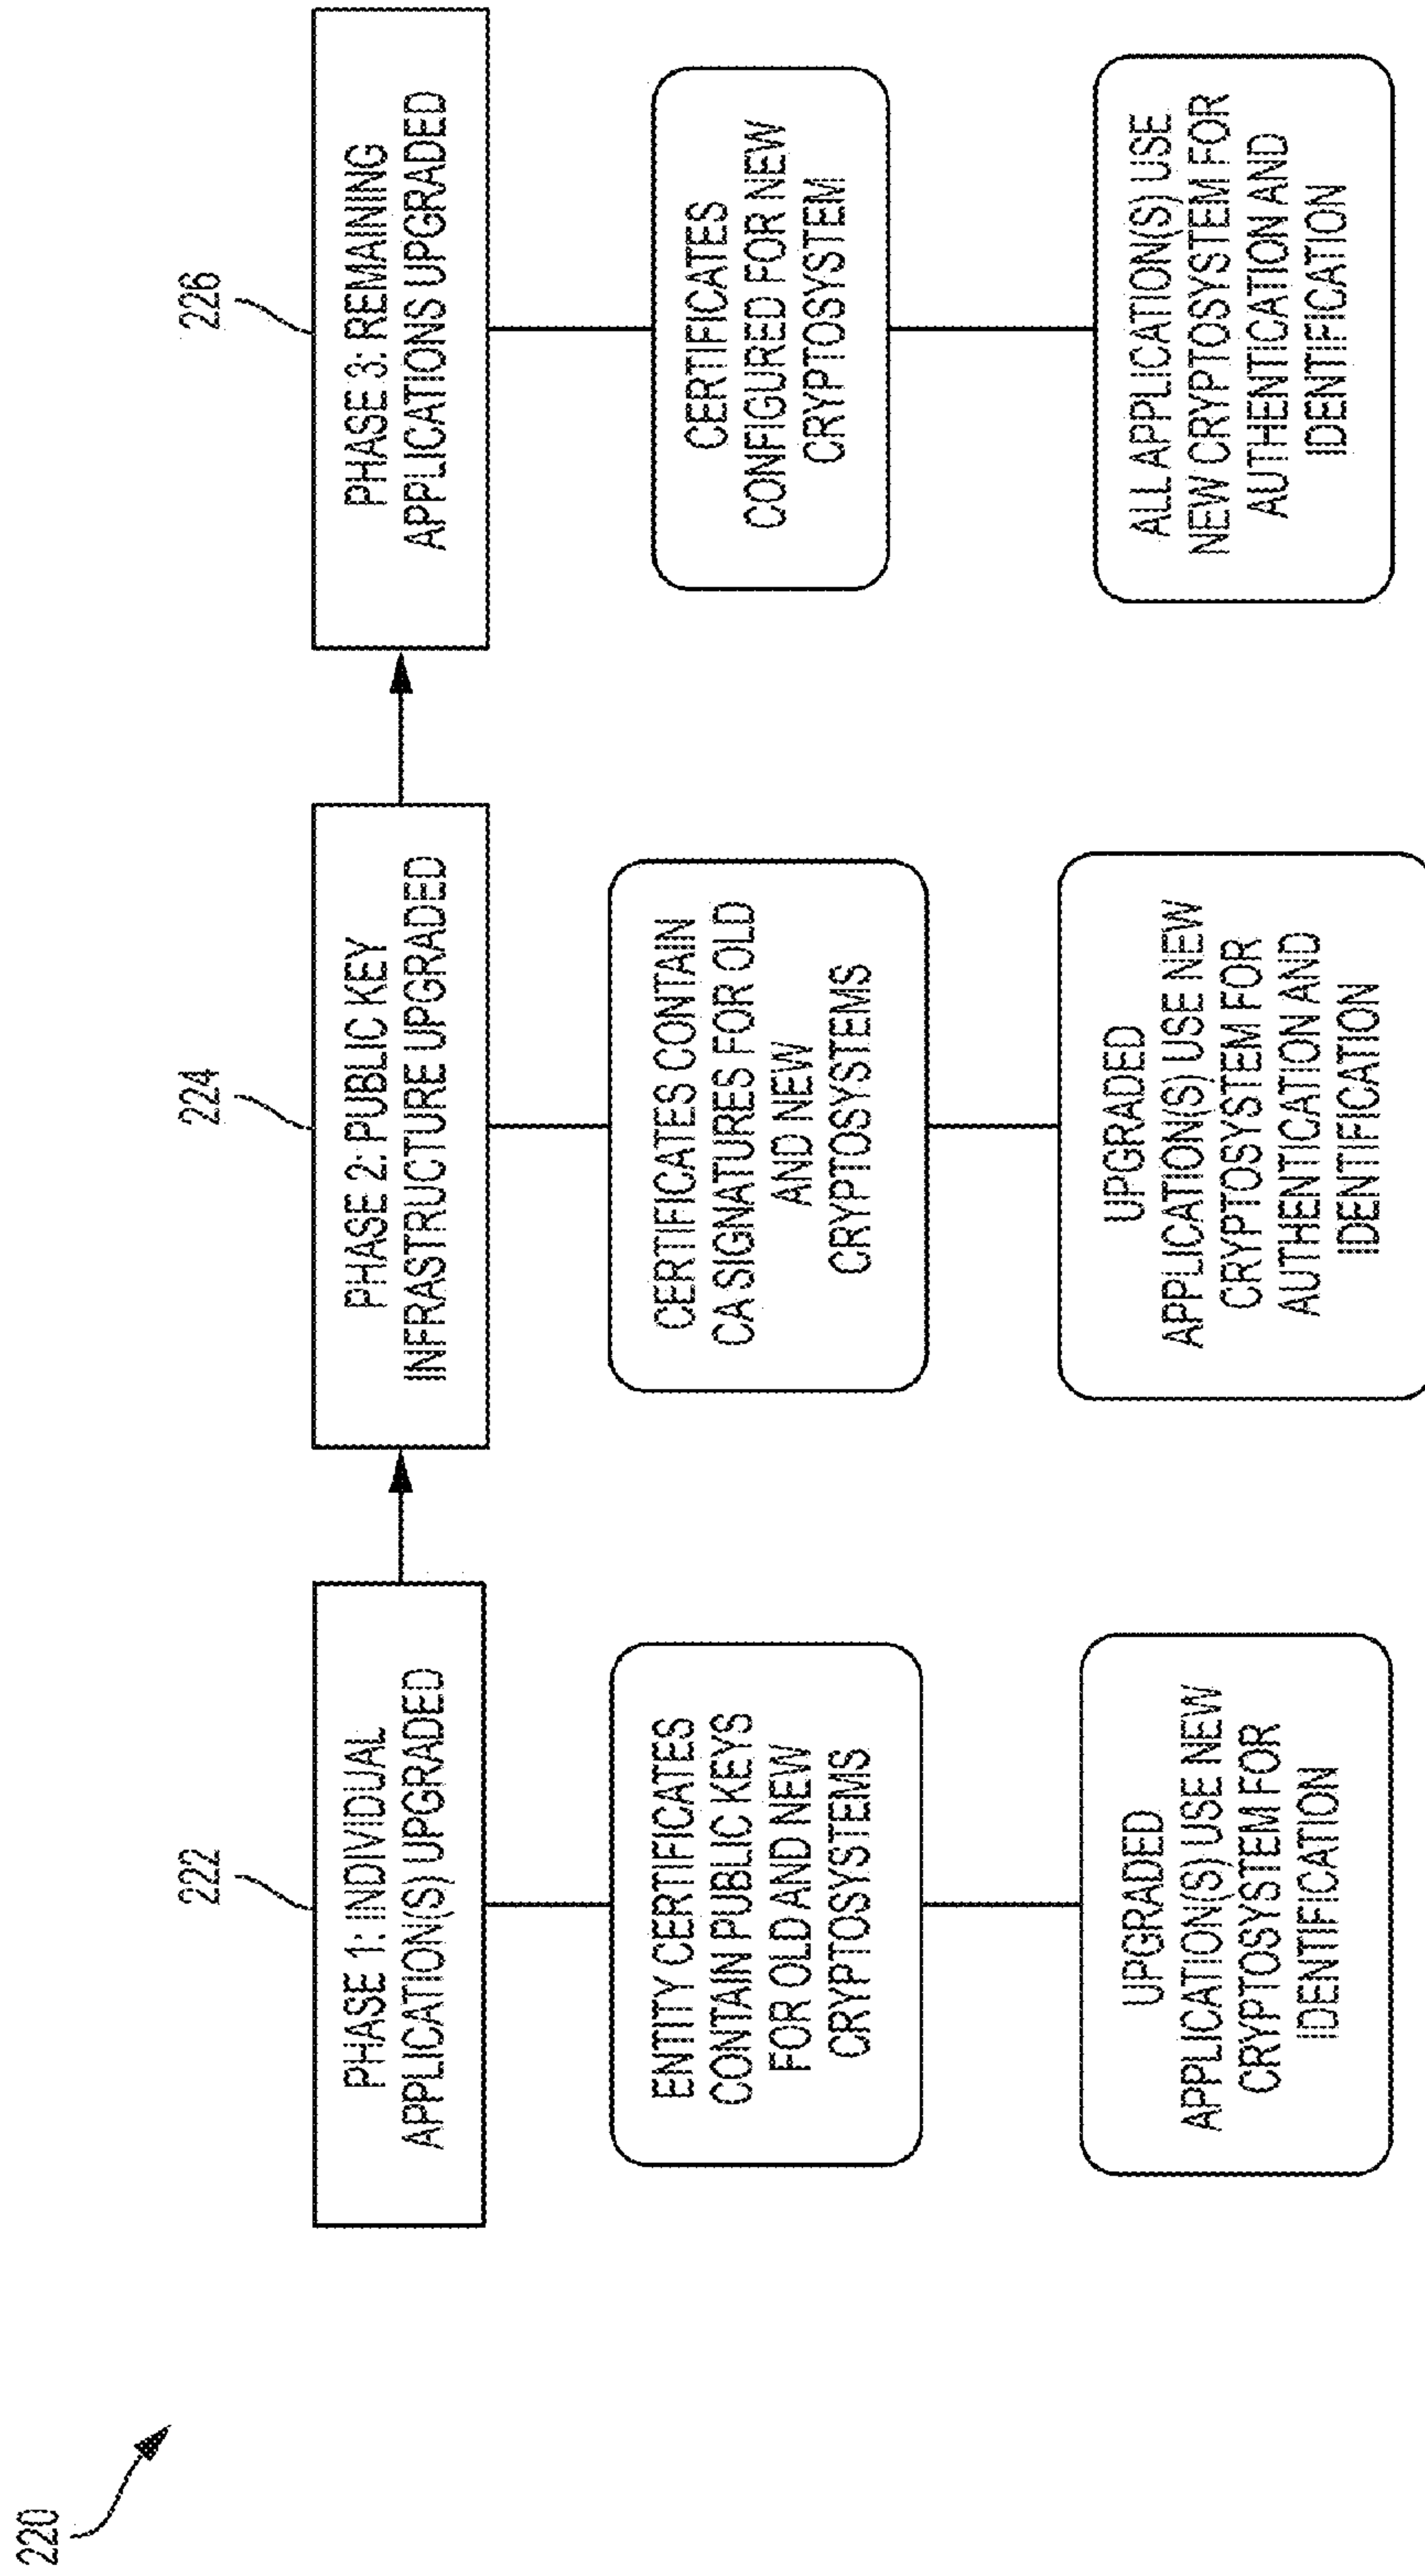 220
222
PHASE 1: INDIVIDUAL
APPLICATION(S) UPGRADED
ENTITY CERTIFICATES
CONTAIN PUBLIC KEYS
FOR OLD AND NEW
CRYPTOSYSTEMS
UPGRADED
APPLICATION(S) USE NEW
CRYPTOSYSTEM FOR
IDENTIFICATION
224
PHASE 2: PUBLIC KEY
INFRASTRUCTURE UPGRADED
CERTIFICATES CONTAIN
CA SIGNATURES FOR OLD
AND NEW
CRYPTOSYSTEMS
UPGRADED
APPLICATION(S) USE NEW
CRYPTOSYSTEM FOR
AUTHENTICATION AND
IDENTIFICATION
226
PHASE 3: REMAINING
APPLICATIONS UPGRADED
CERTIFICATES
CONFIGURED FOR NEW
CRYPTOSYSTEM
ALL APPLICATION(S) USE
NEW CRYPTOSYSTEM FOR
AUTHENTICATION AND
IDENTIFICATION